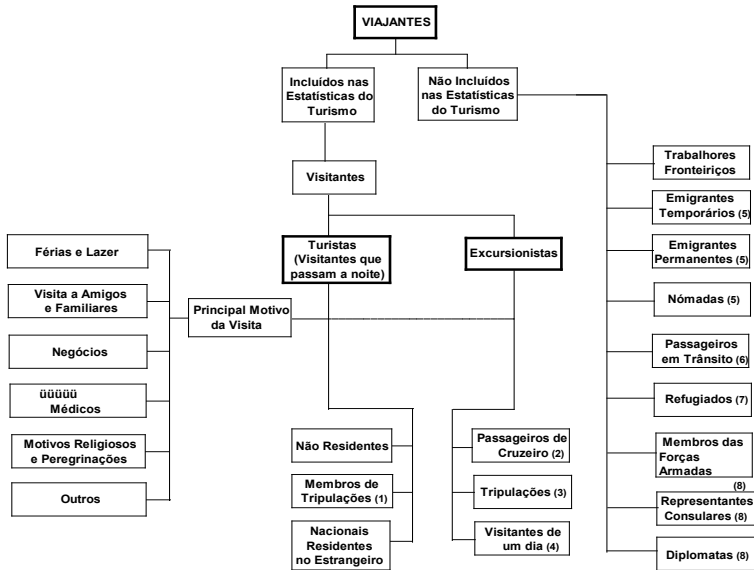 VIAJANTES
Incluídos nas
Estatísticas do
Turismo
Não Incluídos
nas Estatísticas
do Turismo
Visitantes
Turistas
(Visitantes que
passam a noite)
Excursionistas
Principal Motivo
da Visita
Férias e Lazer
Visita a Amigos
e Familiares
Negócios
üüüüü
Médicos
Motivos Religiosos
e Peregrinações
Outros
Não Residentes
Membros de
Tripulações (1)
Nacionais
Residentes
no Estrangeiro
Passageiros de
Cruzeiro (2)
Tripulações (3)
Visitantes de
um dia (4)
Trabalhores
Fronteiriços
Emigrantes
Temporários (5)
Emigrantes
Permanentes (5)
Nómadas (5)
Passageiros
em Trânsito (6)
Refugiados (7)
Membros das
Forças
Armadas
(8)
Representantes
Consulares (8)
Diplomatas (8)